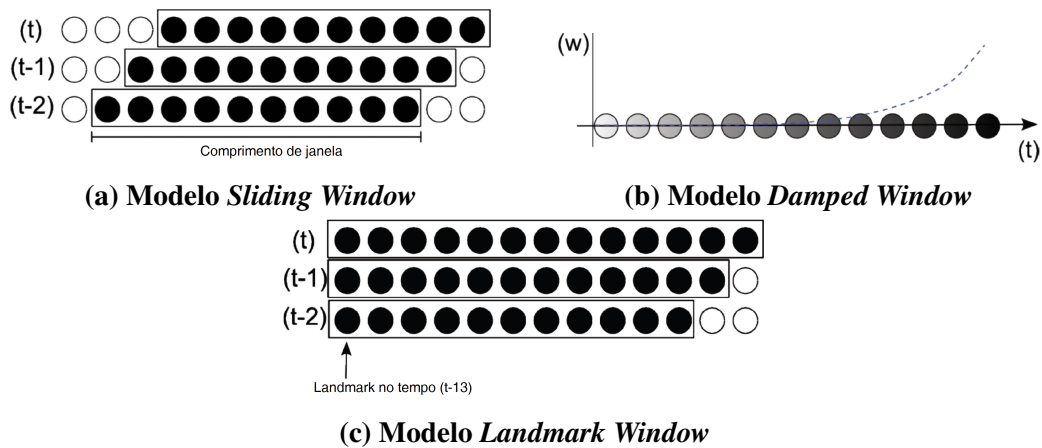 (t)
(t-1)
(t-2)
Comprimento de janela
(a) Modelo Sliding Window
(w)
(t)
(b) Modelo Damped Window
(t)
(t-1)
(t-2)
Landmark no tempo (t-13)
(c) Modelo Landmark Window